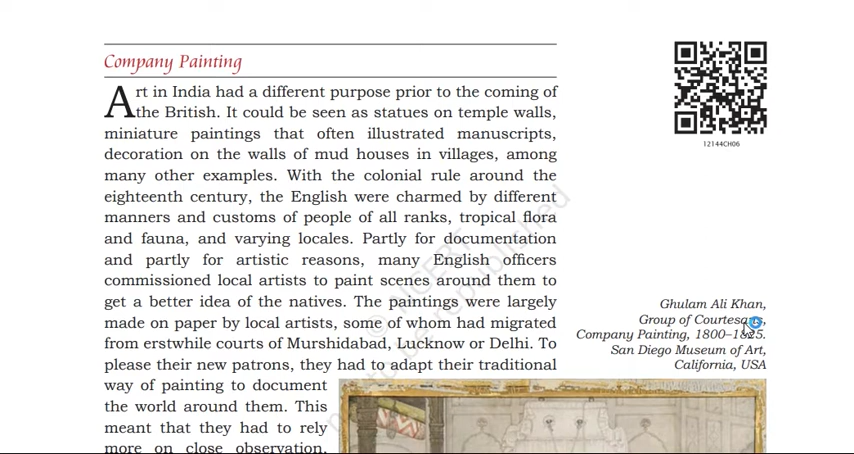 Company Painting
Art in India had a different purpose prior to the coming of
the British. It could be seen as statues on temple walls,
miniature paintings that often illustrated manuscripts,
decoration on the walls of mud houses in villages, among
many other examples. With the colonial rule around the
eighteenth century, the English were charmed by different
manners and customs of people of all ranks, tropical flora
and fauna, and varying locales. Partly for documentation
and partly for artistic reasons, many English officers
commissioned local artists to paint scenes around them to
get a better idea of the natives. The paintings were largely
made on paper by local artists, some of whom had migrated
from erstwhile courts of Murshidabad, Lucknow or Delhi. To
please their new patrons, they had to adapt their traditional
way of painting to document
the world around them. This
meant that they had to rely
more on close observation,
12144CH06
Ghulam Ali Khan,
Group of Courtesans,
Company Painting, 1800–1825.
San Diego Museum of Art,
California, USA
© NCERT
not to be republished